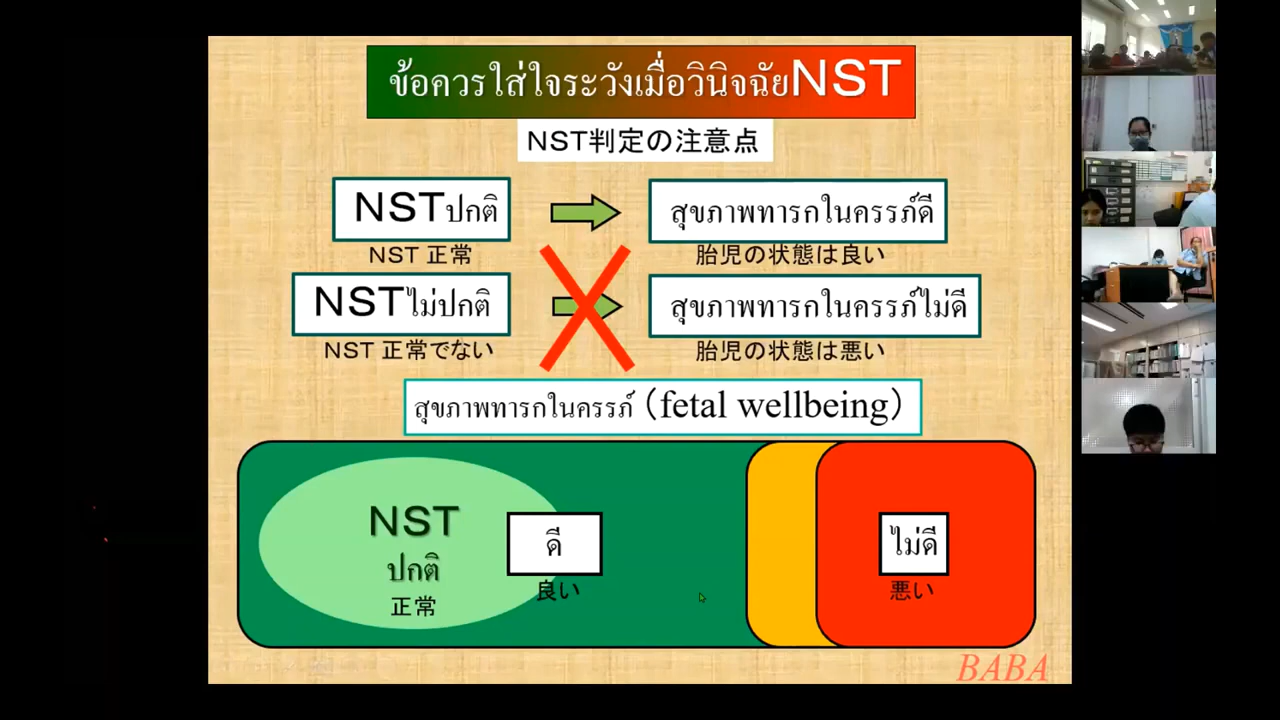 ข้อควรใส่ใจระวังเมื่อวินิจฉัยNST
NST判定の注意点
NSTปกติ
สุขภาพทารกในครรภ์ดี
NST 正常
胎児の状態は良い
NSTไม่ปกติ
สุขภาพทารกในครรภ์ไม่ดี
NST 正常でない
胎児の状態は悪い
สุขภาพทารกในครรภ์ (fetal wellbeing)
NST
ปกติ
正常
ดี
良い
ไม่ดี
悪い
BABA